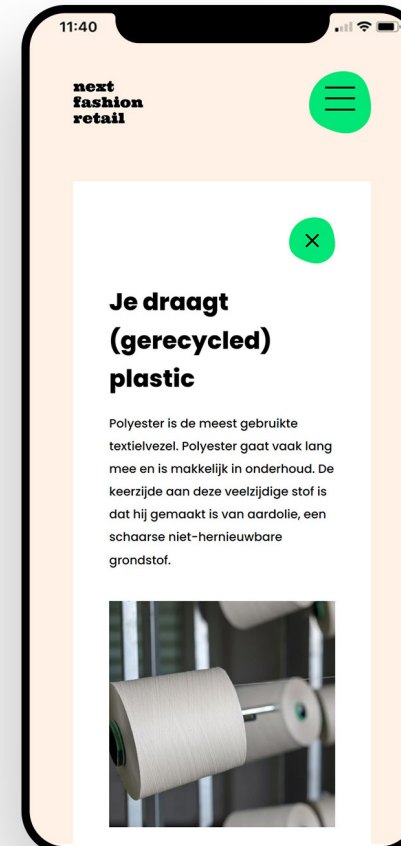 11:40
next
fashion
retail
Je draagt
(gerecycled)
plastic
Polyester is de meest gebruikte
textielvezel. Polyester gaat vaak lang
mee en is makkelijk in onderhoud. De
keerzijde aan deze veelzijdige stof is
dat hij gemaakt is van aardolie, een
schaarse niet-hernieuwbare
grondstof.